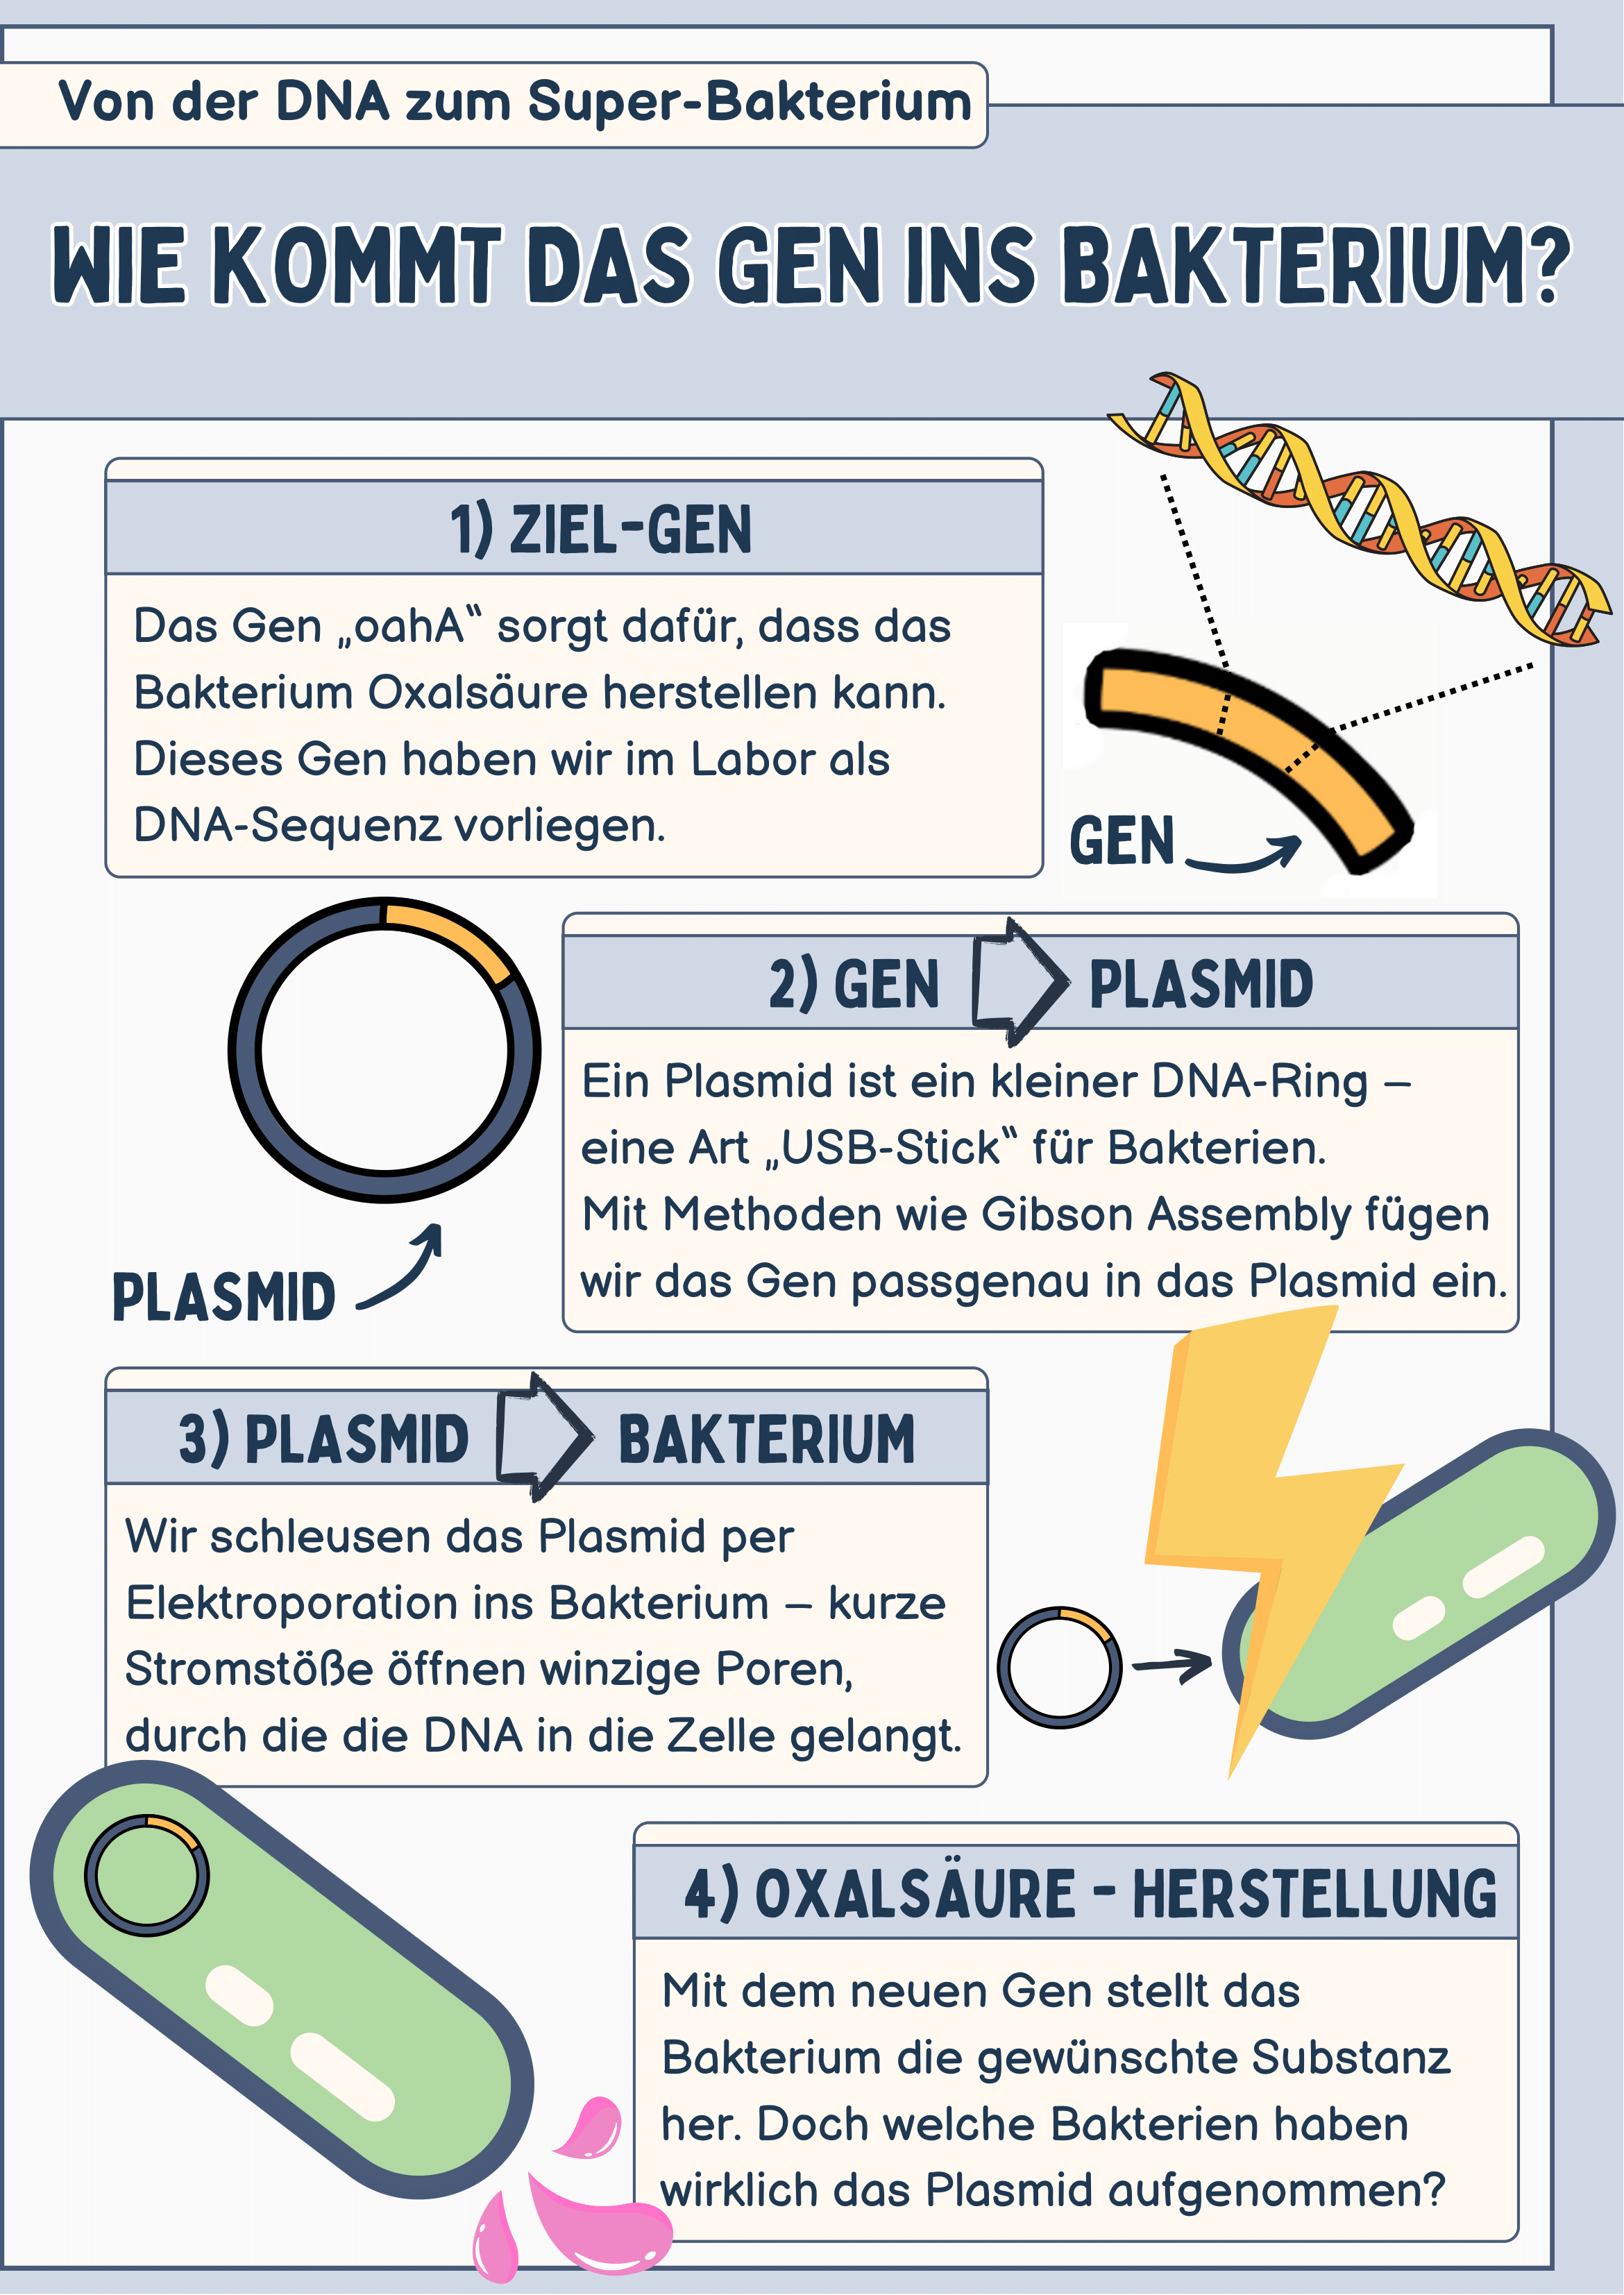 Von der DNA zum Super-Bakterium
WIE KOMMT DAS GEN INS BAKTERIUM?
1) ZIEL-GEN
Das Gen „oahA“ sorgt dafür, dass das
Bakterium Oxalsäure herstellen kann.
Dieses Gen haben wir im Labor als
DNA-Sequenz vorliegen.
GEN
2) GEN PLASMID
Ein Plasmid ist ein kleiner DNA-Ring –
eine Art „USB-Stick“ für Bakterien.
Mit Methoden wie Gibson Assembly fügen
wir das Gen passgenau in das Plasmid ein.
PLASMID
3) PLASMID BAKTERIUM
Wir schleusen das Plasmid per
Elektroporation ins Bakterium – kurze
Stromstöße öffnen winzige Poren,
durch die die DNA in die Zelle gelangt.
4) OXALSÄURE - HERSTELLUNG
Mit dem neuen Gen stellt das
Bakterium die gewünschte Substanz
her. Doch welche Bakterien haben
wirklich das Plasmid aufgenommen?